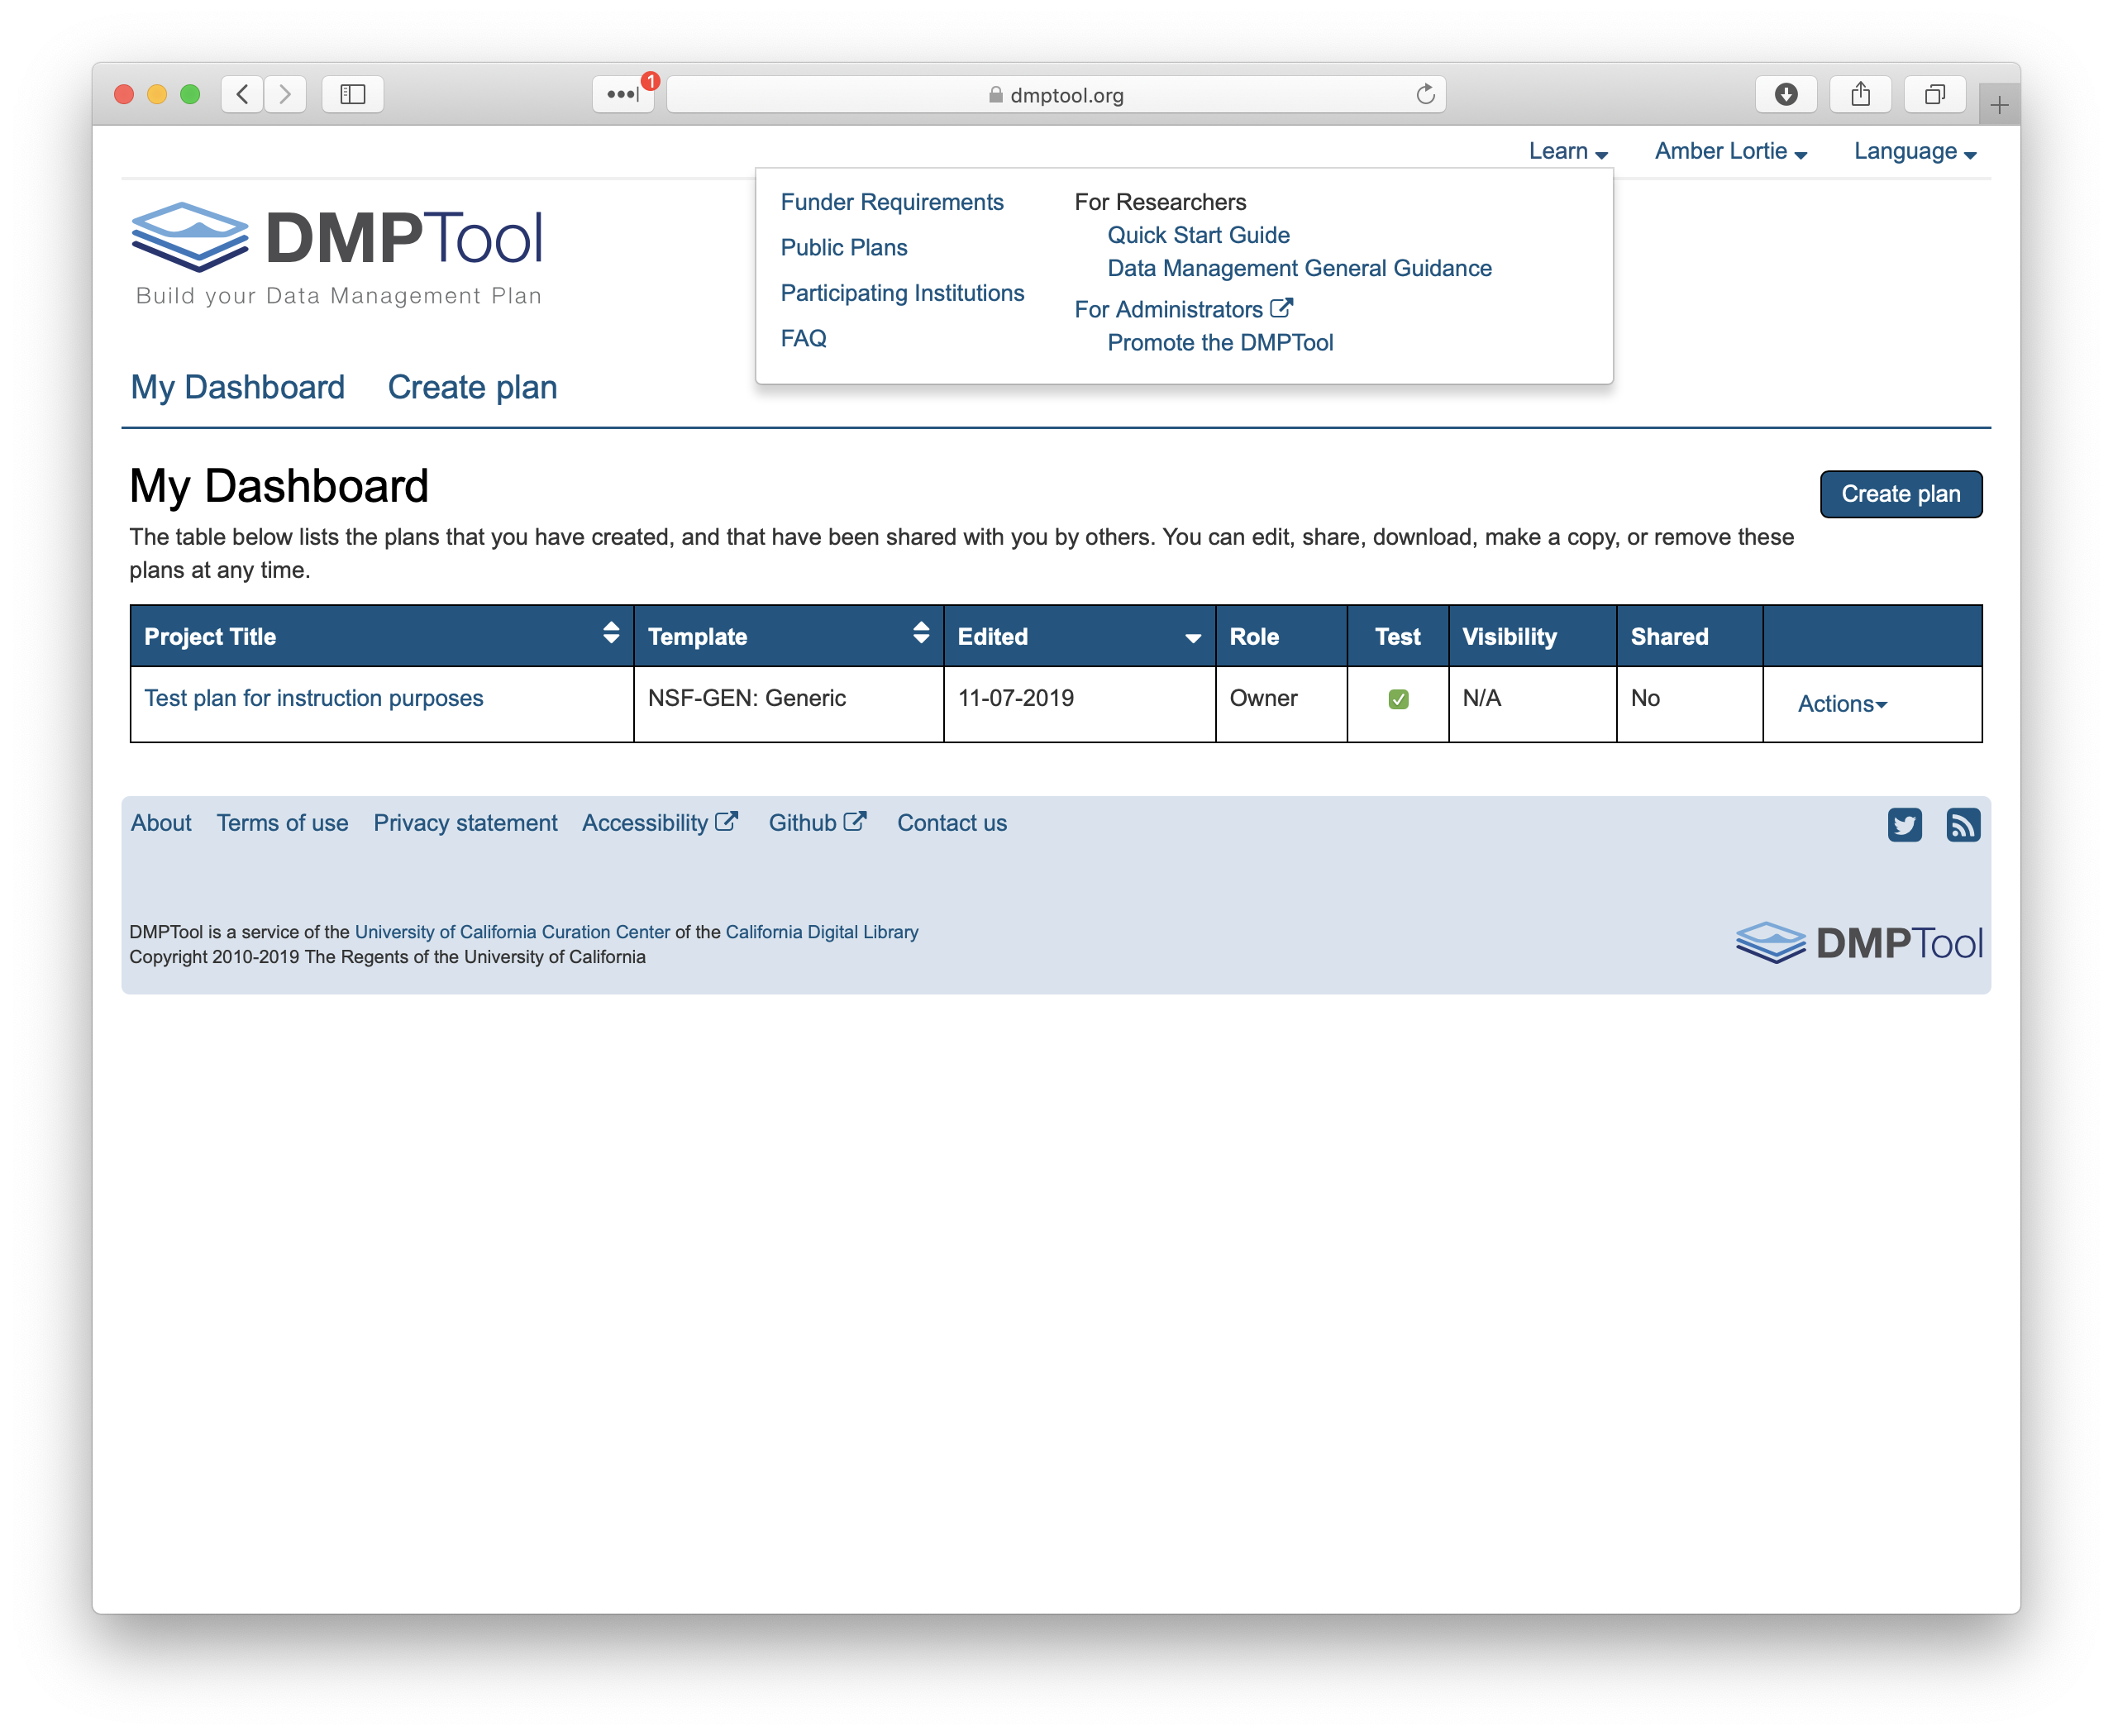 1
dmptool.org
Learn Amber Lortie Language
DMPTool
Build your Data Management Plan
Funder Requirements
Public Plans
Participating Institutions
FAQ
For Researchers
Quick Start Guide
Data Management General Guidance
For Administrators
Promote the DMPTool
My Dashboard Create plan
My Dashboard
Create plan
The table below lists the plans that you have created, and that have been shared with you by others. You can edit, share, download, make a copy, or remove these
plans at any time.
Project Title Template Edited Role Test Visibility Shared
Test plan for instruction purposes NSF-GEN: Generic 11-07-2019 Owner N/A No Actions
About Terms of use Privacy statement Accessibility Github Contact us
DMPTool is a service of the University of California Curation Center of the California Digital Library
Copyright 2010-2019 The Regents of the University of California
DMPTool